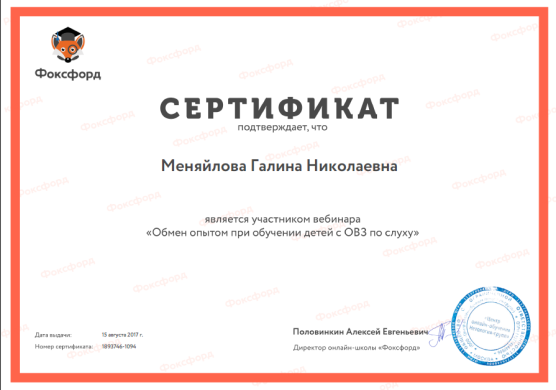 Фоксфорд
СЕРТИФИКАТ
подтверждает, что
Меняйлова Галина Николаевна
является участником вебинара
«Обмен опытом при обучении детей с ОВЗ по слуху»
Дата выдачи: 15 августа 2017 г.
Номер сертификата: 1893746-1094
Половинкин Алексей Евгеньевич
Директор онлайн-школы «Фоксфорд»